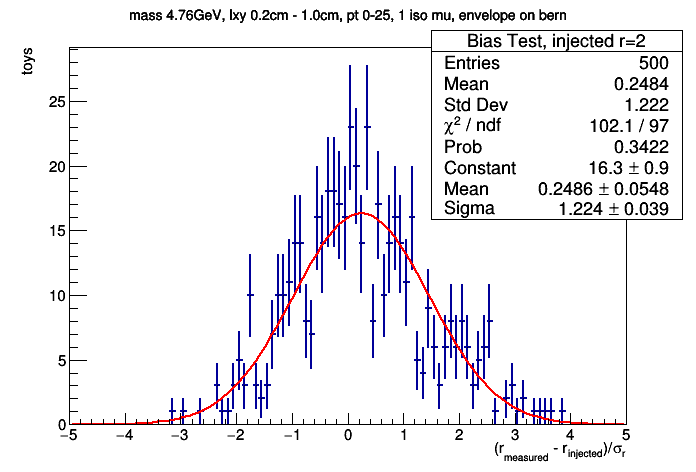 mass 4.76GeV, lxy 0.2cm - 1.0cm, pt 0-25, 1 iso mu, envelope on bern
Bias Test, injected r=2
Entries 500
Mean 0.2484
Std Dev 1.222
χ² / ndf 102.1 / 97
Prob 0.3422
Constant 16.3 ± 0.9
Mean 0.2486 ± 0.0548
Sigma 1.224 ± 0.039
toys
25
20
15
10
5
0
−5 −4 −3 −2 −1 0 1 2 3 4 5
(r_measured - r_injected)/σ_r